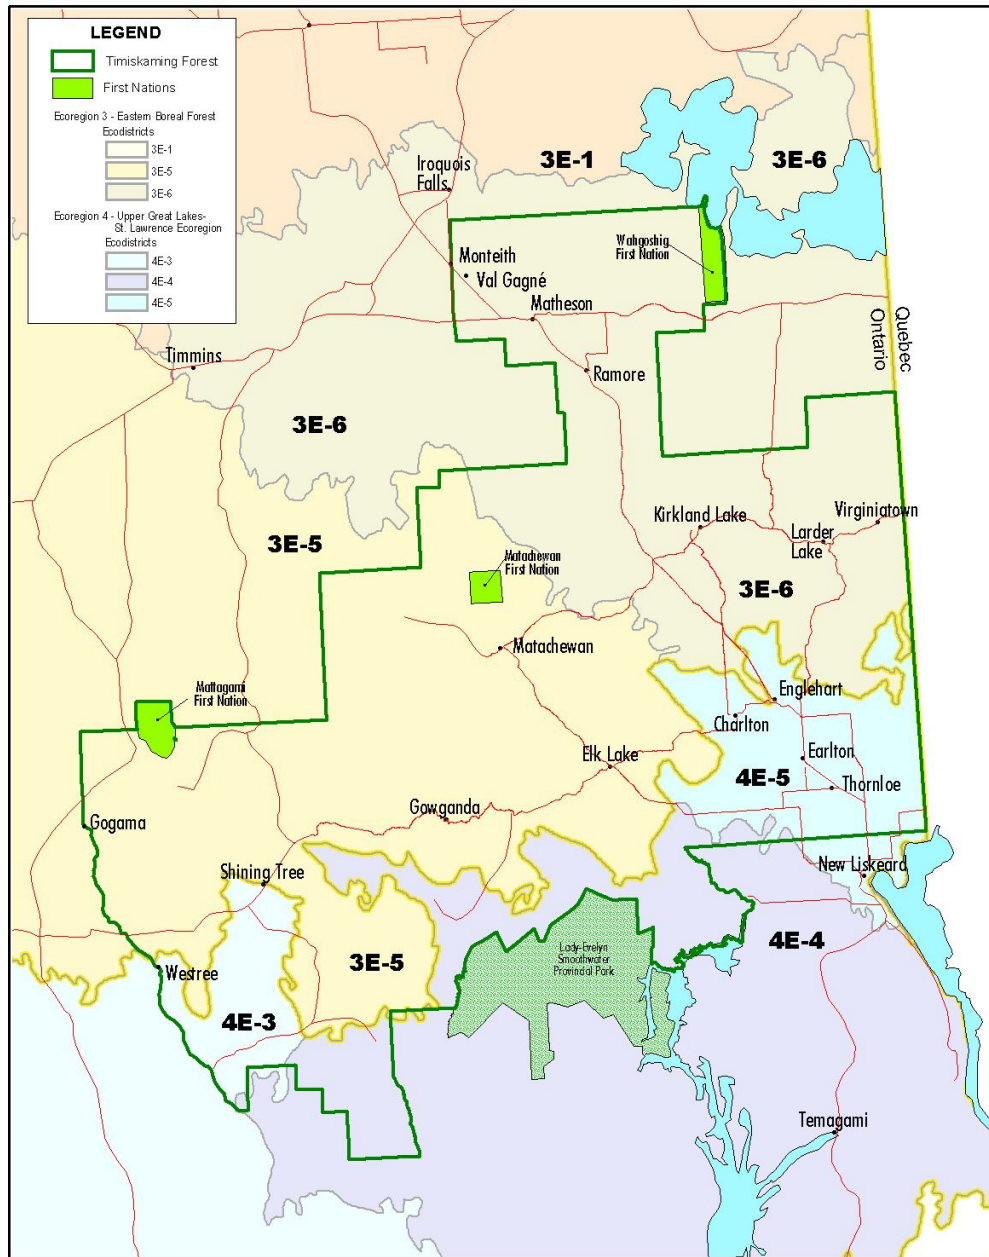 LEGEND
Timiskaming Forest
First Nations
Ecoregion 3 - Eastern Boreal Forest
Ecodistricts
3E-1
3E-5
3E-6
Ecoregion 4 - Upper Great Lakes-
St. Lawrence Ecoregion
Ecodistricts
4E-3
4E-4
4E-5
3E-1
3E-6
Iroquois
Falls
Wahgoshig
First Nation
Monteith
Val Gagné
Matheson
Quebec
Ontario
Timmins
Ramore
3E-6
Kirkland Lake
Virginiatown
Larder
Lake
3E-5
Matachewan
First Nation
3E-6
Matachewan
Mattagami
First Nation
Englehart
Charlton
Elk Lake
Earlton
4E-5
Thornloe
Gowganda
Gogama
Shining Tree
New Liskeard
4E-4
Lady-Evelyn
Smoothwater
Provincial Park
3E-5
Westree
4E-3
Temagami